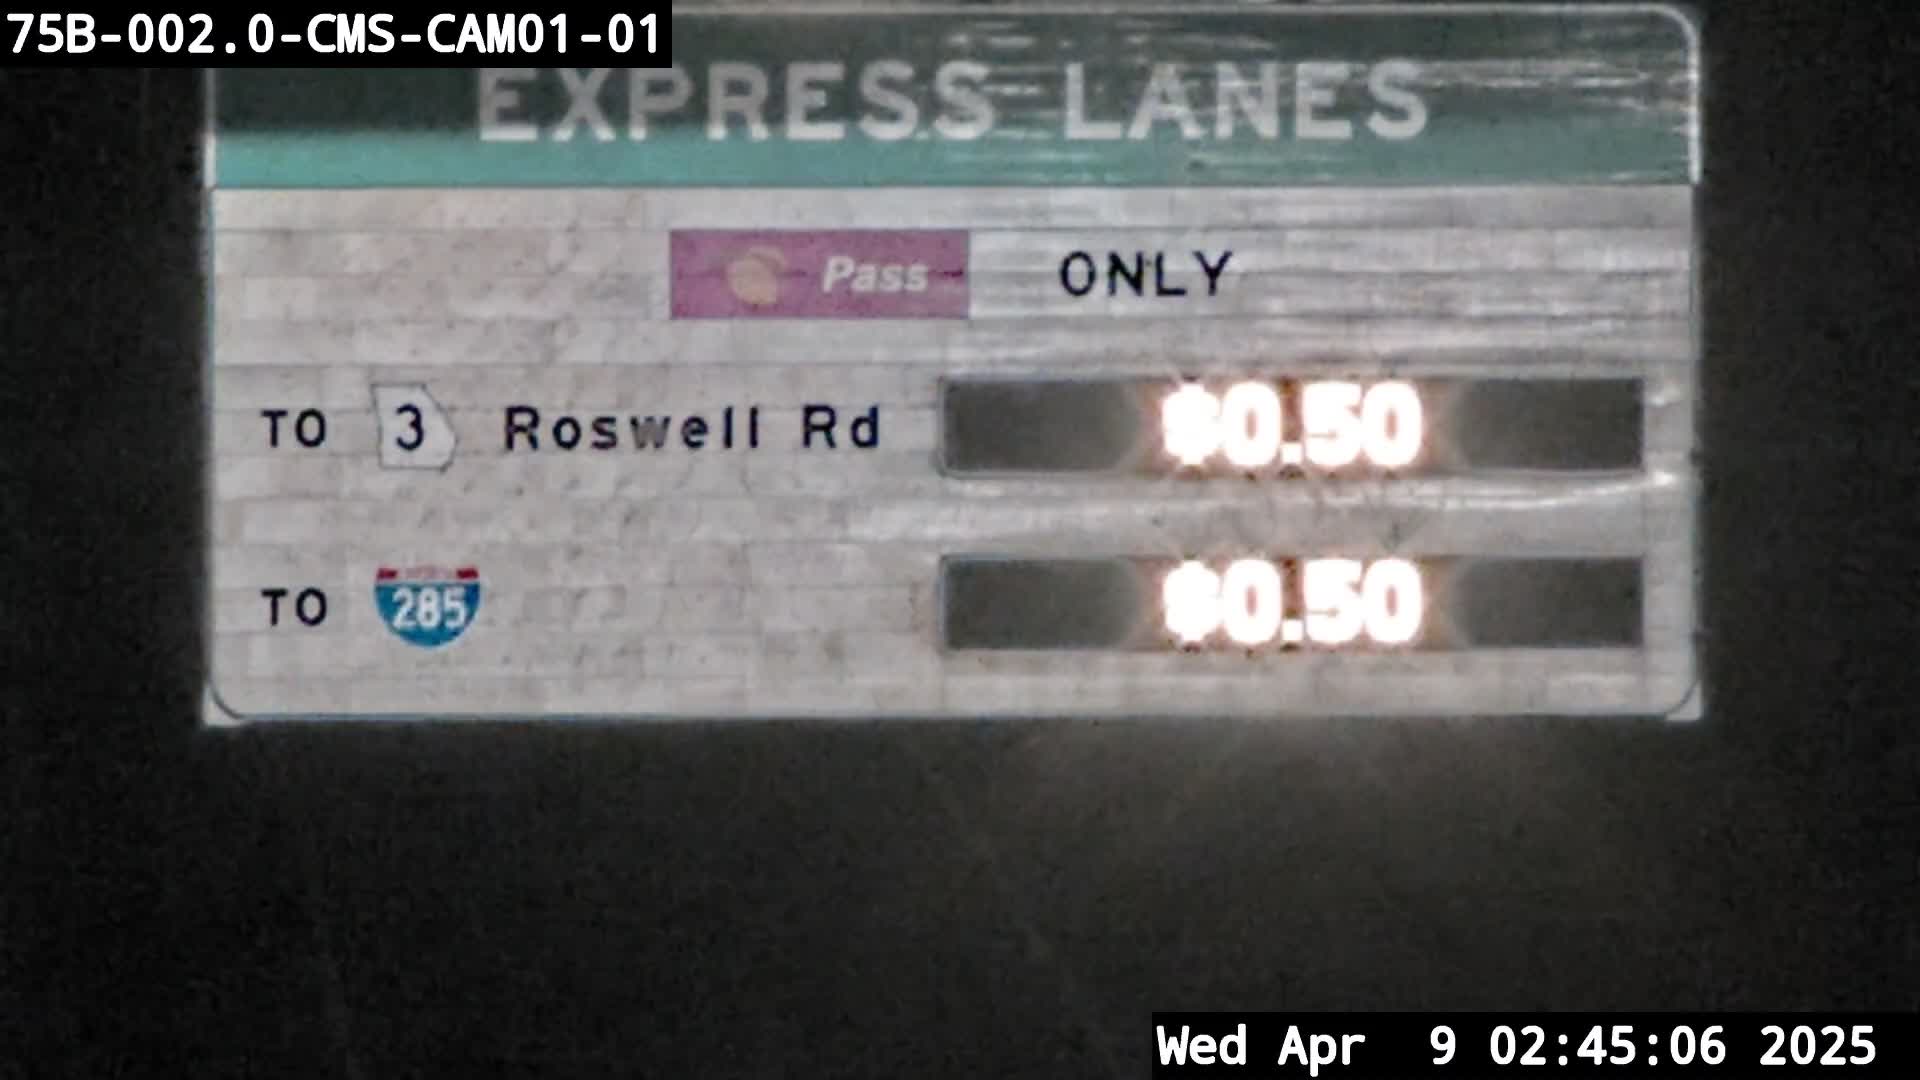 75B-002.0-CMS-CAM01-01
EXPRESS LANES
Pass ONLY
TO 3 Roswell Rd $0.50
TO 285 $0.50
Wed Apr 9 02:45:06 2025